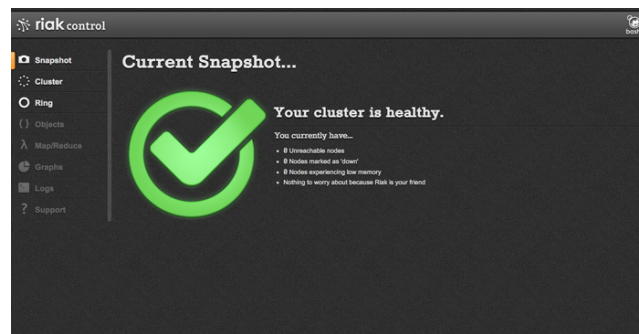 riak control
Snapshot
Cluster
Ring
Objects
Map/Reduce
Graphs
Logs
Support
Current Snapshot...
Your cluster is healthy.
You currently have...
0 Unreachable nodes
0 Nodes marked as 'down'
0 Nodes experiencing low memory
Nothing to worry about because Riak is your friend